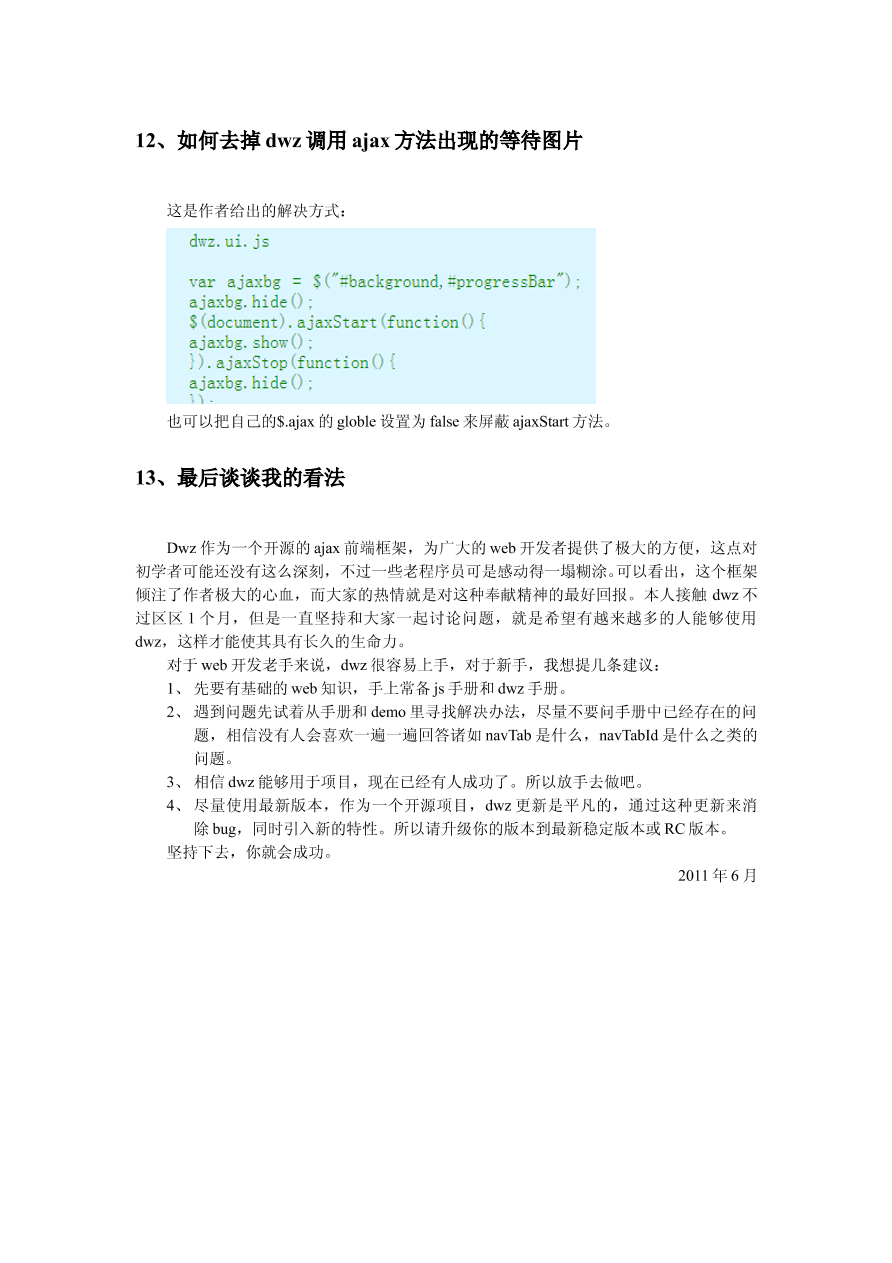 12、如何去掉 dwz 调用 ajax 方法出现的等待图片
这是作者给出的解决方式：
dwz.ui.js
var ajaxbg = $("#background,#progressBar");
ajaxbg.hide();
$(document).ajaxStart(function(){
ajaxbg.show();
}).ajaxStop(function(){
ajaxbg.hide();
});
也可以把自己的$.ajax 的 globle 设置为 false 来屏蔽 ajaxStart 方法。
13、最后谈谈我的看法
Dwz 作为一个开源的 ajax 前端框架，为广大的 web 开发者提供了极大的方便，这点对
初学者可能还没有这么深刻，不过一些老程序员可是感动得一塌糊涂。可以看出，这个框架
倾注了作者极大的心血，而大家的热情就是对这种奉献精神的最好回报。本人接触 dwz 不
过区区 1 个月，但是一直坚持和大家一起讨论问题，就是希望有越来越多的人能够使用
dwz，这样才能使其具有长久的生命力。
对于 web 开发老手来说，dwz 很容易上手，对于新手，我想提几条建议：
1、 先要有基础的 web 知识，手上常备 js 手册和 dwz 手册。
2、 遇到问题先试着从手册和 demo 里寻找解决办法，尽量不要问手册中已经存在的问
题，相信没有人会喜欢一遍一遍回答诸如 navTab 是什么，navTabId 是什么之类的
问题。
3、 相信 dwz 能够用于项目，现在已经有人成功了。所以放手去做吧。
4、 尽量使用最新版本，作为一个开源项目，dwz 更新是平凡的，通过这种更新来消
除 bug，同时引入新的特性。所以请升级你的版本到最新稳定版本或 RC 版本。
坚持下去，你就会成功。
2011 年 6 月